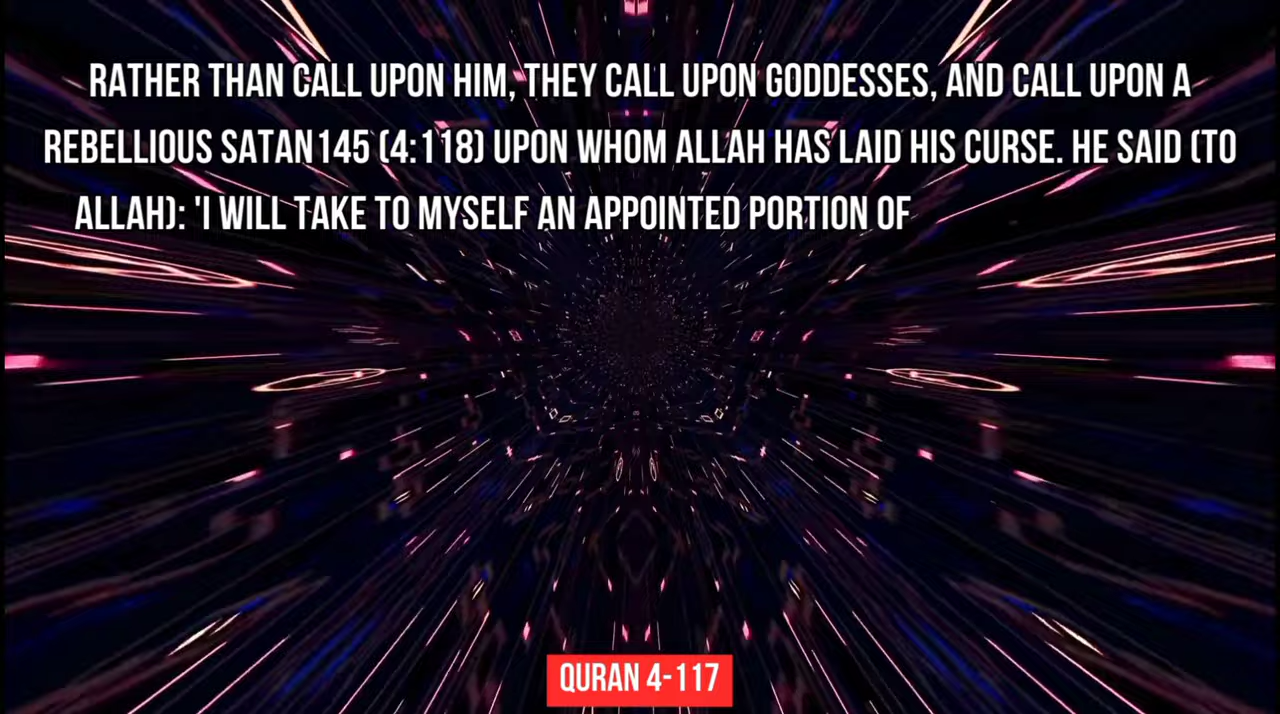 RATHER THAN CALL UPON HIM, THEY CALL UPON GODDESSES, AND CALL UPON A
REBELLIOUS SATAN145 (4:118) UPON WHOM ALLAH HAS LAID HIS CURSE. HE SAID (TO
ALLAH): 'I WILL TAKE TO MYSELF AN APPOINTED PORTION OF
QURAN 4-117